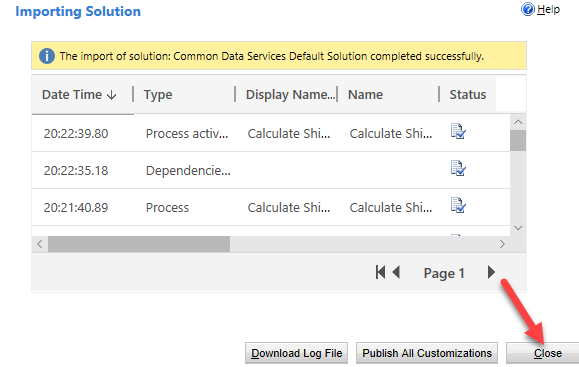 Importing Solution
Help
The import of solution: Common Data Services Default Solution completed successfully.
Date Time Type Display Name... Name Status
20:22:39.80 Process activ... Calculate Shi... Calculate Shi...
20:22:35.18 Dependencie...
20:21:40.89 Process Calculate Shi... Calculate Shi...
Page 1
Download Log File Publish All Customizations Close